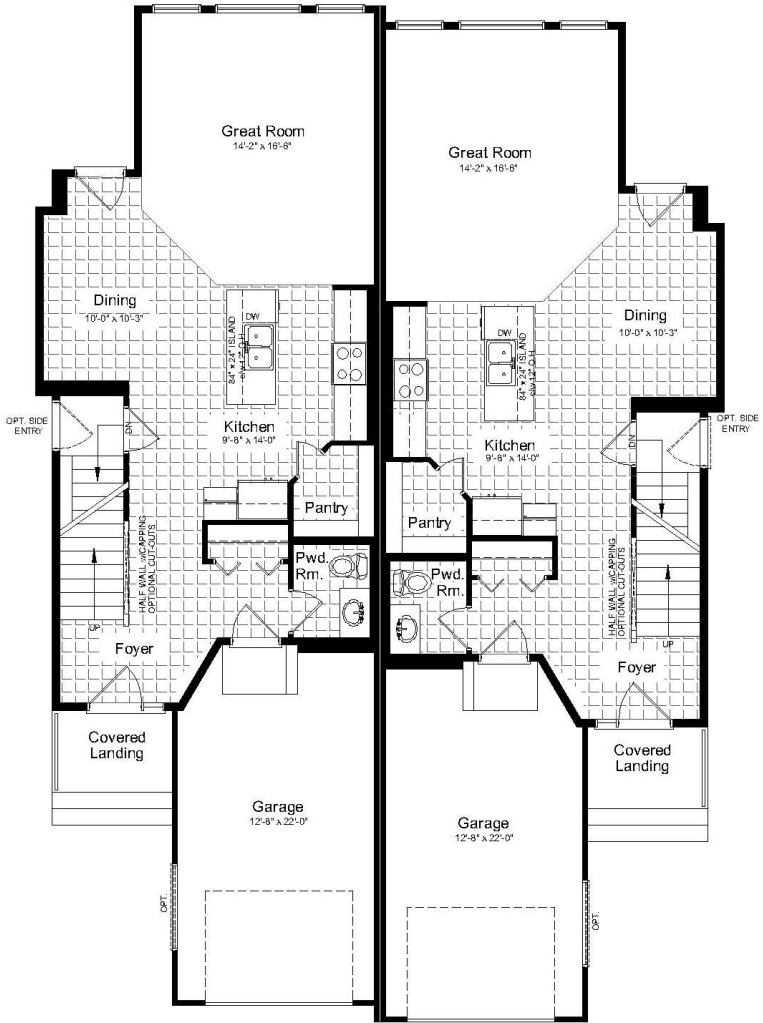 Great Room
14'-2" x 16'-6"
Dining
10'-0" x 10'-3"
DW
84" x 24" ISLAND
c/w 12" O.H.
OPT. SIDE
ENTRY
DN
Kitchen
9'-8" x 14'-0"
Pantry
HALF WALL w/CAPPING
OPTIONAL CUT-OUTS
Pwd.
Rm.
UP
Foyer
Covered
Landing
Garage
12'-8" x 22'-0"
OPT.
Great Room
14'-2" x 16'-6"
Dining
10'-0" x 10'-3"
DW
84" x 24" ISLAND
c/w 12" O.H.
OPT. SIDE
ENTRY
DN
Kitchen
9'-8" x 14'-0"
Pantry
HALF WALL w/CAPPING
OPTIONAL CUT-OUTS
Pwd.
Rm.
UP
Foyer
Covered
Landing
Garage
12'-8" x 22'-0"
OPT.